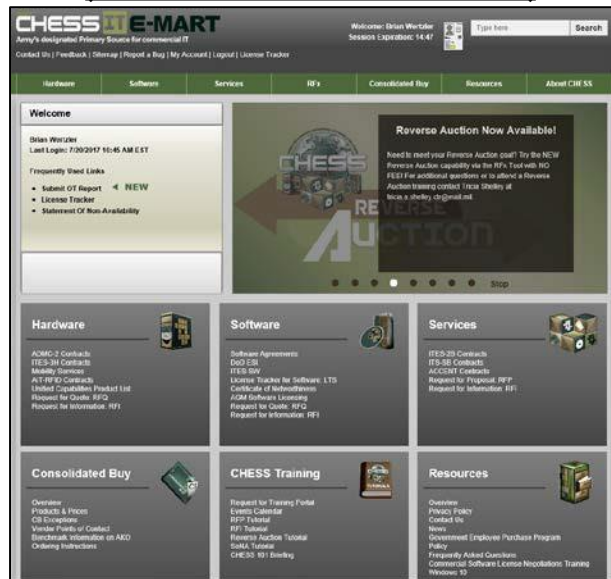 CHESS IT E-MART
Army's designated Primary Source for commercial IT
Welcome: Brian Wertzler
Session Expiration: 14:47
Type here
Search
Contact Us | Feedback | Sitemap | Report a Bug | My Account | Logout | License Tracker
Hardware
Software
Services
RFx
Consolidated Buy
Resources
About CHESS
Welcome
Brian Wertzler
Last Login: 7/20/2017 10:45 AM EST
Frequently Used Links
Submit OT Report NEW
License Tracker
Statement Of Non-Availability
CHESS
REVERSE
AUCTION
Reverse Auction Now Available!
Need to meet your Reverse Auction goal? Try the NEW
Reverse Auction capability via the RFx Tool with NO
FEE! For additional questions or to attend a Reverse
Auction training contact Tricia Shelley at
tricia.a.shelley.ctr@mail.mil
Stop
Hardware
ADMC-2 Contracts
ITES-3H Contracts
Mobility Services
AIT-RFID Contracts
Unified Capabilities Product List
Request for Quote: RFQ
Request for Information: RFI
Software
Software Agreements
DoD ESI
ITES-SW
License Tracker for Software: LTS
Certificate of Networthiness
AGM Software Licensing
Request for Quote: RFQ
Request for Information: RFI
Services
ITES-2S Contracts
ITS-SB Contracts
ACCENT Contracts
Request for Proposal: RFP
Request for Information: RFI
Consolidated Buy
Overview
Products & Prices
CB Exceptions
Vendor Points of Contact
Benchmark Information on AKO
Ordering Instructions
CHESS Training
Request for Training Portal
Events Calendar
RFP Tutorial
RFI Tutorial
Reverse Auction Tutorial
SoNA Tutorial
CHESS 101 Briefing
Resources
Overview
Privacy Policy
Contact Us
News
Government Employee Purchase Program
Policy
Frequently Asked Questions
Commercial Software License Negotiations Training
Windows 10